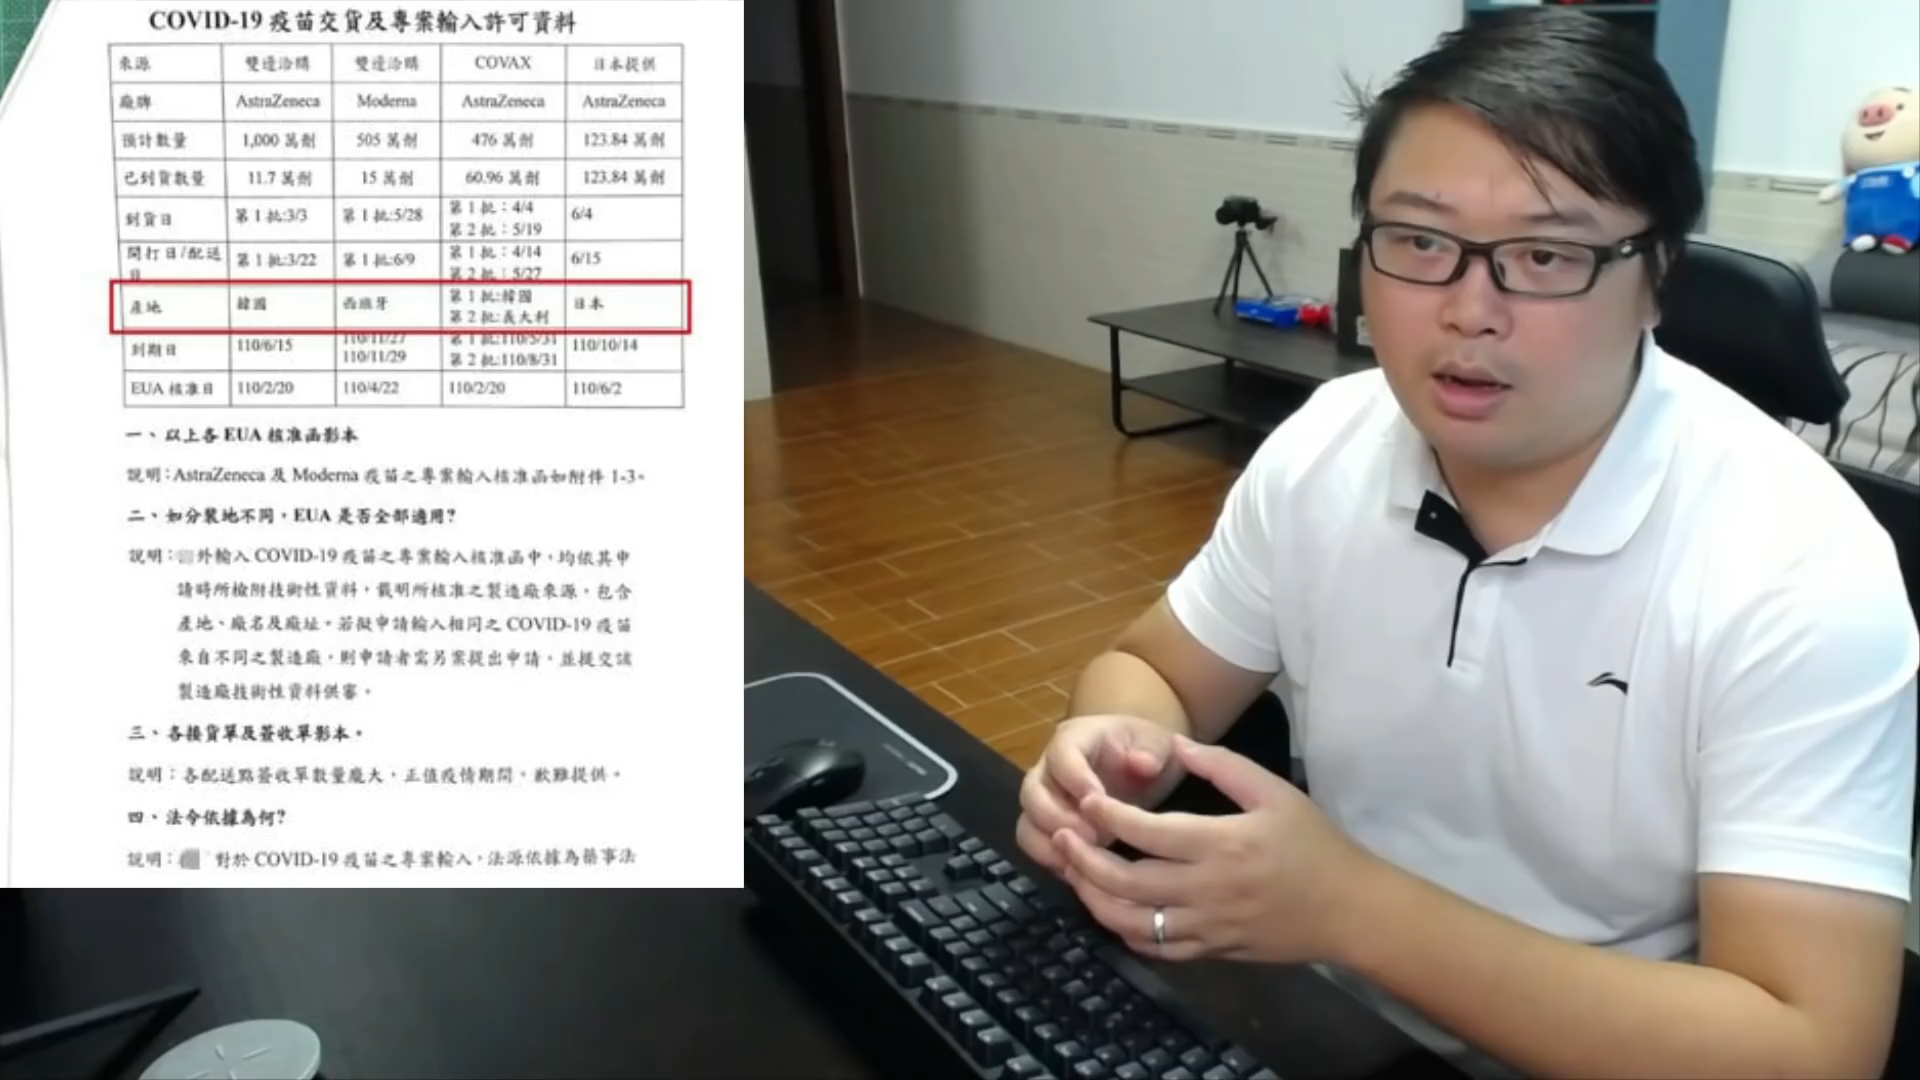 COVID-19 疫苗交貨及專案輸入許可資料
來源 雙邊洽購 雙邊洽購 COVAX 日本提供
廠牌 AstraZeneca Moderna AstraZeneca AstraZeneca
預計數量 1,000 萬劑 505 萬劑 476 萬劑 123.84 萬劑
已到貨數量 11.7 萬劑 15 萬劑 60.96 萬劑 123.84 萬劑
到貨日 第 1 批:3/3 第 1 批:5/28 第 1 批：4/4 6/4
第 2 批：5/19
開打日/配送日 第 1 批:3/22 第 1 批:6/9 第 1 批：4/14 6/15
第 2 批：5/27
產地 韓國 西班牙 第 1 批:韓國 日本
第 2 批:義大利
到期日 110/6/15 110/11/27 第 1 批:110/5/31 110/10/14
110/11/29 第 2 批:110/8/31
EUA 核准日 110/2/20 110/4/22 110/2/20 110/6/2
一、以上各 EUA 核准函影本
說明：AstraZeneca 及 Moderna 疫苗之專案輸入核准函如附件 1-3。
二、如分裝地不同，EUA 是否全部適用？
說明：外輸入 COVID-19 疫苗之專案輸入核准函中，均依其申
請時所檢附技術性資料，載明所核准之製造廠來源，包含
產地、廠名及廠址。若擬申請輸入相同之 COVID-19 疫苗
來自不同之製造廠，則申請者需另案提出申請，並提交該
製造廠技術性資料供審。
三、各接貨單及簽收單影本。
說明：各配送點簽收單數量龐大，正值疫情期間，歉難提供。
四、法令依據為何？
說明：對於 COVID-19 疫苗之專案輸入，法源依據為藥事法